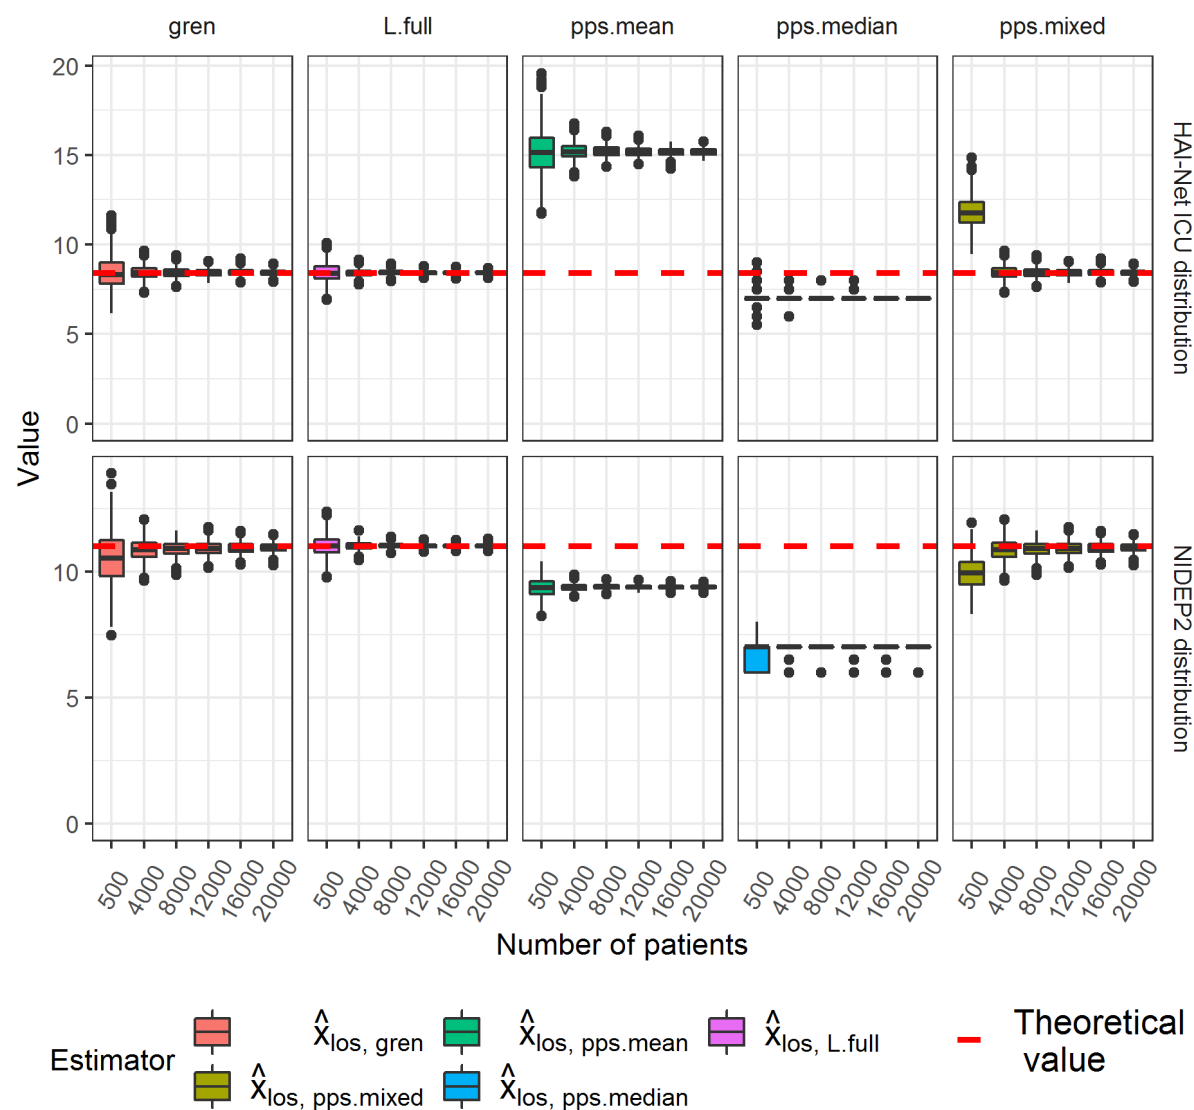 gren L.full pps.mean pps.median pps.mixed
20
15
10
5
0
HAI-Net ICU distribution
Value
10
5
0
NIDEP2 distribution
500 4000 8000 12000 16000 20000 500 4000 8000 12000 16000 20000 500 4000 8000 12000 16000 20000 500 4000 8000 12000 16000 20000 500 4000 8000 12000 16000 20000
Number of patients
Estimator
x̂los, gren x̂los, pps.mean x̂los, L.full
x̂los, pps.mixed x̂los, pps.median
Theoretical
value